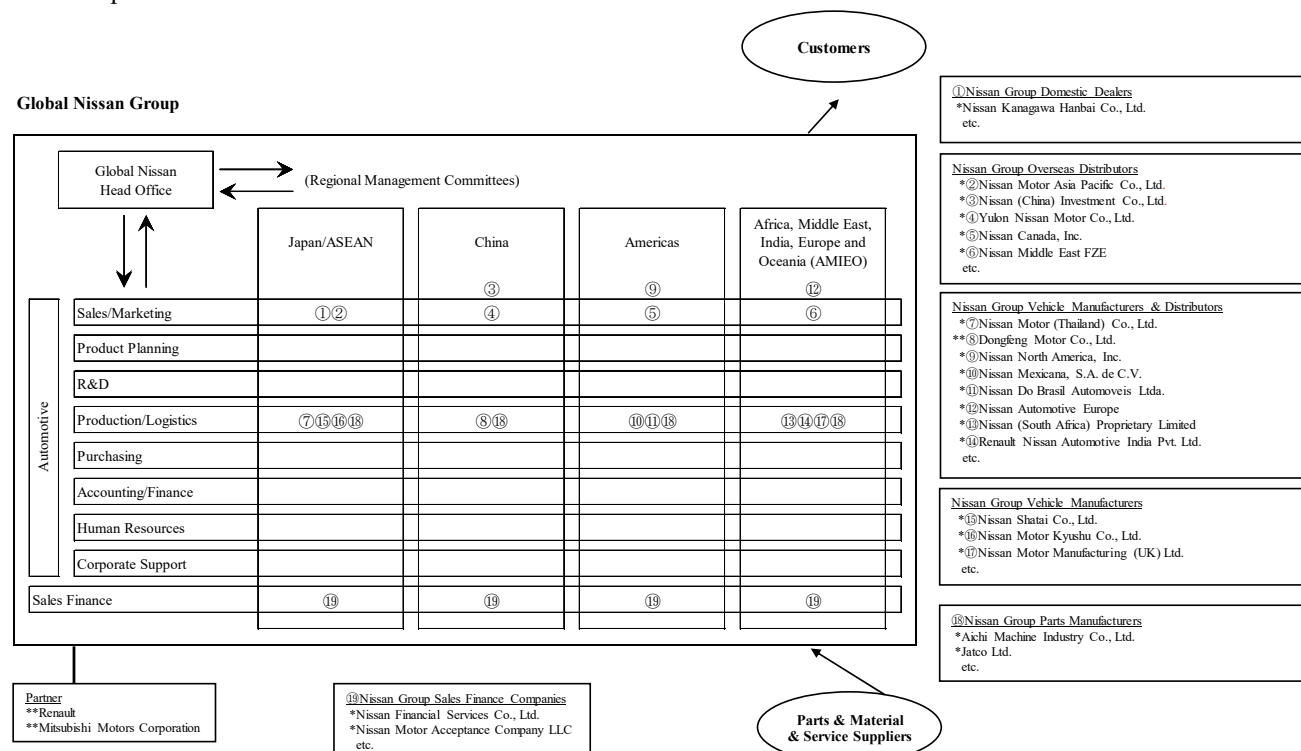 Customers
Global Nissan Group
Global Nissan
Head Office
(Regional Management Committees)
Japan/ASEAN
China
Americas
Africa, Middle East,
India, Europe and
Oceania (AMIEO)
③
⑨
⑫
Automotive
Sales/Marketing
①②
④
⑤
⑥
Product Planning
R&D
Production/Logistics
⑦⑮⑯⑱
⑧⑱
⑩⑪⑱
⑬⑭⑰⑱
Purchasing
Accounting/Finance
Human Resources
Corporate Support
Sales Finance
⑲
⑲
⑲
⑲
①Nissan Group Domestic Dealers
*Nissan Kanagawa Hanbai Co., Ltd.
etc.
Nissan Group Overseas Distributors
*②Nissan Motor Asia Pacific Co., Ltd.
*③Nissan (China) Investment Co., Ltd.
*④Yulon Nissan Motor Co., Ltd.
*⑤Nissan Canada, Inc.
*⑥Nissan Middle East FZE
etc.
Nissan Group Vehicle Manufacturers & Distributors
*⑦Nissan Motor (Thailand) Co., Ltd.
**⑧Dongfeng Motor Co., Ltd.
*⑨Nissan North America, Inc.
*⑩Nissan Mexicana, S.A. de C.V.
*⑪Nissan Do Brasil Automoveis Ltda.
*⑫Nissan Automotive Europe
*⑬Nissan (South Africa) Proprietary Limited
*⑭Renault Nissan Automotive India Pvt. Ltd.
etc.
Nissan Group Vehicle Manufacturers
*⑮Nissan Shatai Co., Ltd.
*⑯Nissan Motor Kyushu Co., Ltd.
*⑰Nissan Motor Manufacturing (UK) Ltd.
etc.
⑱Nissan Group Parts Manufacturers
*Aichi Machine Industry Co., Ltd.
*Jatco Ltd.
etc.
Partner
**Renault
**Mitsubishi Motors Corporation
⑲Nissan Group Sales Finance Companies
*Nissan Financial Services Co., Ltd.
*Nissan Motor Acceptance Company LLC
etc.
Parts & Material
& Service Suppliers